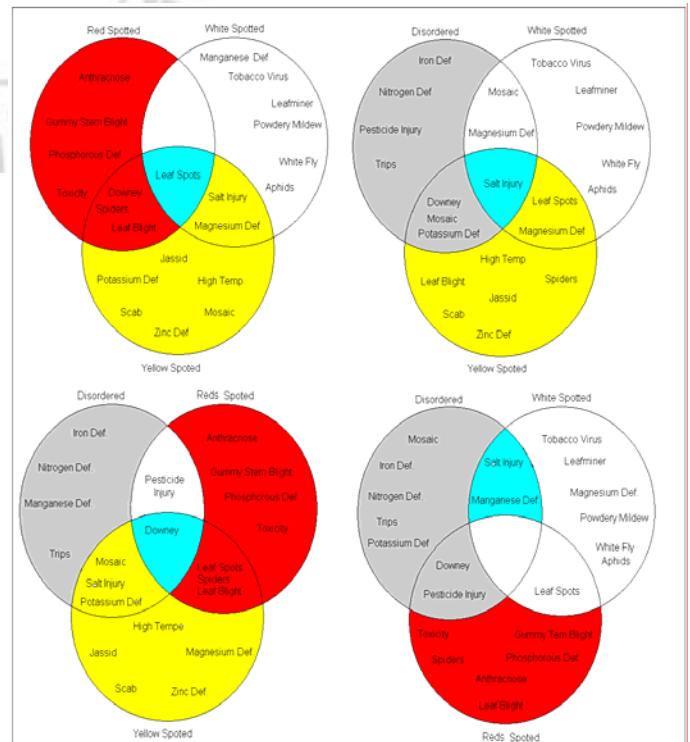 Red Spotted
White Spotted
Manganese Def
Anthracnose
Tobacco Virus
Leafminer
Gummy Stem Blight
Powdery Mildew
Phosphorous Def
White Fly
Leaf Spots
Toxicity
Downey
Salt Injury
Aphids
Spiders
Leaf Blight
Magnesium Def
Jassid
Potassium Def
High Temp
Scab
Mosaic
Zinc Def
Yellow Spoted
Disordered
White Spotted
Iron Def
Tobacco Virus
Nitrogen Def
Mosaic
Leafminer
Pesticide Injury
Magnesium Def
Powdery Mildew
Trips
White Fly
Salt Injury
Aphids
Downey
Leaf Spots
Mosaic
Potassium Def
Magnesium Def
High Temp
Leaf Blight
Spiders
Jassid
Scab
Zinc Def
Yellow Spoted
Disordered
Reds Spoted
Iron Def.
Anthracnose
Nitrogen Def.
Pesticide
Injury
Gummy Stem Blight
Manganese Def.
Phosphorous Def
Downey
Toxicity
Trips
Mosaic
Leaf Spots
Salt Injury
Spiders
Leaf Blight
Potassium Def
High Tempe
Jassid
Magnesium Def
Scab
Zinc Def
Yellow Spoted
Disordered
White Spotted
Mosaic
Tobacco Virus
Iron Def.
Salt Injury
Leafminer
Nitrogen Def.
Manganese Def.
Magnesium Def.
Trips
Powdery Mildew
Potassium Def
White Fly
Aphids
Downey
Pesticide Injury
Leaf Spots
Toxicity
Gummy Tem Blight
Spiders
Phosphorous Def
Anthracnose
Leaf Blight
Reds Spoted